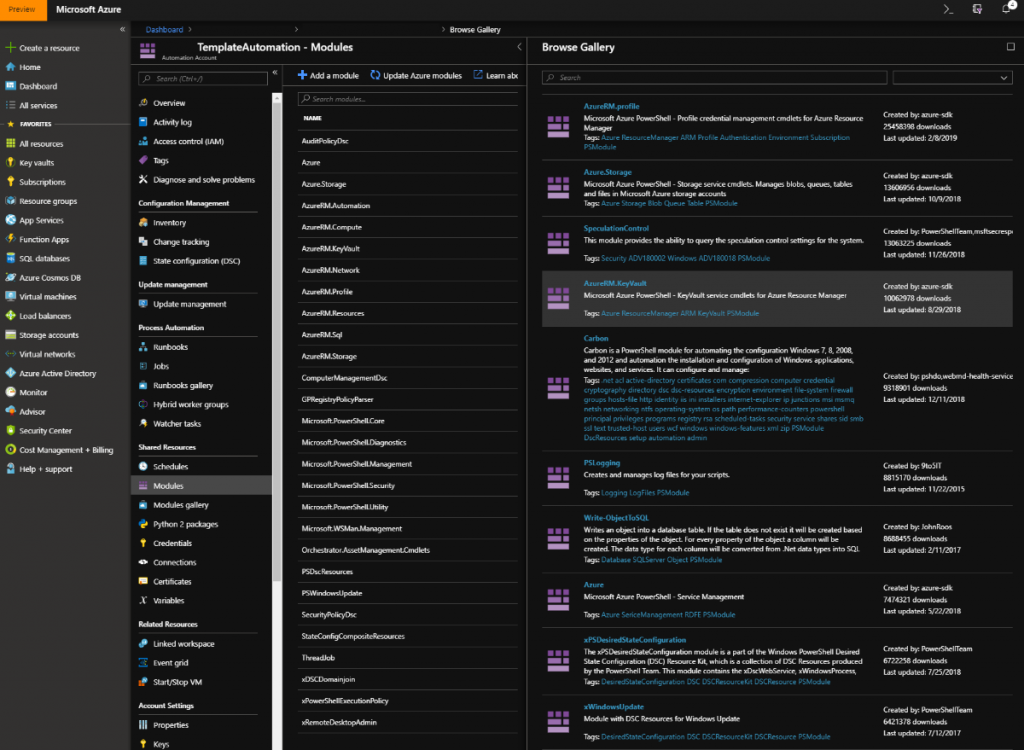 Preview
Microsoft Azure
4
Create a resource
Home
Dashboard
All services
FAVORITES
All resources
Key vaults
Subscriptions
Resource groups
App Services
Function Apps
SQL databases
Azure Cosmos DB
Virtual machines
Load balancers
Storage accounts
Virtual networks
Azure Active Directory
Monitor
Advisor
Security Center
Cost Management + Billing
Help + support
Dashboard > > > Browse Gallery
TemplateAutomation - Modules
Automation Account
Search (Ctrl+/)
Overview
Activity log
Access control (IAM)
Tags
Diagnose and solve problems
Configuration Management
Inventory
Change tracking
State configuration (DSC)
Update management
Update management
Process Automation
Runbooks
Jobs
Runbooks gallery
Hybrid worker groups
Watcher tasks
Shared Resources
Schedules
Modules
Modules gallery
Python 2 packages
Credentials
Connections
Certificates
Variables
Related Resources
Linked workspace
Event grid
Start/Stop VM
Account Settings
Properties
Keys
Add a module Update Azure modules Learn abo
Search modules...
NAME
AuditPolicyDsc
Azure
Azure.Storage
AzureRM.Automation
AzureRM.Compute
AzureRM.KeyVault
AzureRM.Network
AzureRM.Profile
AzureRM.Resources
AzureRM.Sql
AzureRM.Storage
ComputerManagementDsc
GPRegistryPolicyParser
Microsoft.PowerShell.Core
Microsoft.PowerShell.Diagnostics
Microsoft.PowerShell.Management
Microsoft.PowerShell.Security
Microsoft.PowerShell.Utility
Microsoft.WSMan.Management
Orchestrator.AssetManagement.Cmdlets
PSDscResources
PSWindowsUpdate
SecurityPolicyDsc
StateConfigCompositeResources
ThreadJob
xDSCDomainjoin
xPowerShellExecutionPolicy
xRemoteDesktopAdmin
Browse Gallery
Search
AzureRM.profile
Microsoft Azure PowerShell - Profile credential management cmdlets for Azure Resource
Manager
Tags: Azure ResourceManager ARM Profile Authentication Environment Subscription
PSModule
Created by: azure-sdk
25458398 downloads
Last updated: 2/8/2019
Azure.Storage
Microsoft Azure PowerShell - Storage service cmdlets. Manages blobs, queues, tables
and files in Microsoft Azure storage accounts
Tags: Azure Storage Blob Queue Table PSModule
Created by: azure-sdk
13606956 downloads
Last updated: 10/9/2018
SpeculationControl
This module provides the ability to query the speculation control settings for the system.
Tags: Security ADV180002 Windows ADV180018 PSModule
Created by: PowerShellTeam,msftsecrespo
13063225 downloads
Last updated: 11/26/2018
AzureRM.KeyVault
Microsoft Azure PowerShell - KeyVault service cmdlets for Azure Resource Manager
Tags: Azure ResourceManager ARM KeyVault PSModule
Created by: azure-sdk
10062978 downloads
Last updated: 8/29/2018
Carbon
Carbon is a PowerShell module for automating the configuration Windows 7, 8, 2008,
and 2012 and automation the installation and configuration of Windows applications,
websites, and services. It can configure and manage:
Tags: .net acl active-directory certificates com compression computer credential
cryptography directory dsc dsc-resources encryption environment file-system firewall
groups hosts-file http identity iis ini installers internet-explorer ip junctions msi msmq
netsh networking ntfs operating-system os path performance-counters powershell
principal privileges programs registry rsa scheduled-tasks security service shares sid smb
ssl text trusted-host users wcf windows windows-features xml zip PSModule
DscResources setup automation admin
Created by: pshdo,webmd-health-service
9318901 downloads
Last updated: 12/11/2018
PSLogging
Creates and manages log files for your scripts.
Tags: Logging LogFiles PSModule
Created by: 9to5IT
8815170 downloads
Last updated: 11/22/2015
Write-ObjectToSQL
Writes an object into a database table. If the table does not exist it will be created based
on the properties of the object. For every property of the object a column will be
created. The data type for each column will be converted from .Net data types into SQL
Tags: Database SQLServer Object PSModule
Created by: JohnRoos
8688455 downloads
Last updated: 2/11/2017
Azure
Microsoft Azure PowerShell - Service Management
Tags: Azure SericeManagement RDFE PSModule
Created by: azure-sdk
7474321 downloads
Last updated: 5/22/2018
xPSDesiredStateConfiguration
The xPSDesiredStateConfiguration module is a part of the Windows PowerShell Desired
State Configuration (DSC) Resource Kit, which is a collection of DSC Resources produced
by the PowerShell Team. This module contains the xDscWebService, xWindowsProcess,
Tags: DesiredStateConfiguration DSC DSCResourceKit DSCResource PSModule
Created by: PowerShellTeam
6722258 downloads
Last updated: 7/25/2018
xWindowsUpdate
Module with DSC Resources for Windows Update
Tags: DesiredStateConfiguration DSC DSCResourceKit DSCResource PSModule
Created by: PowerShellTeam
6421378 downloads
Last updated: 7/12/2017